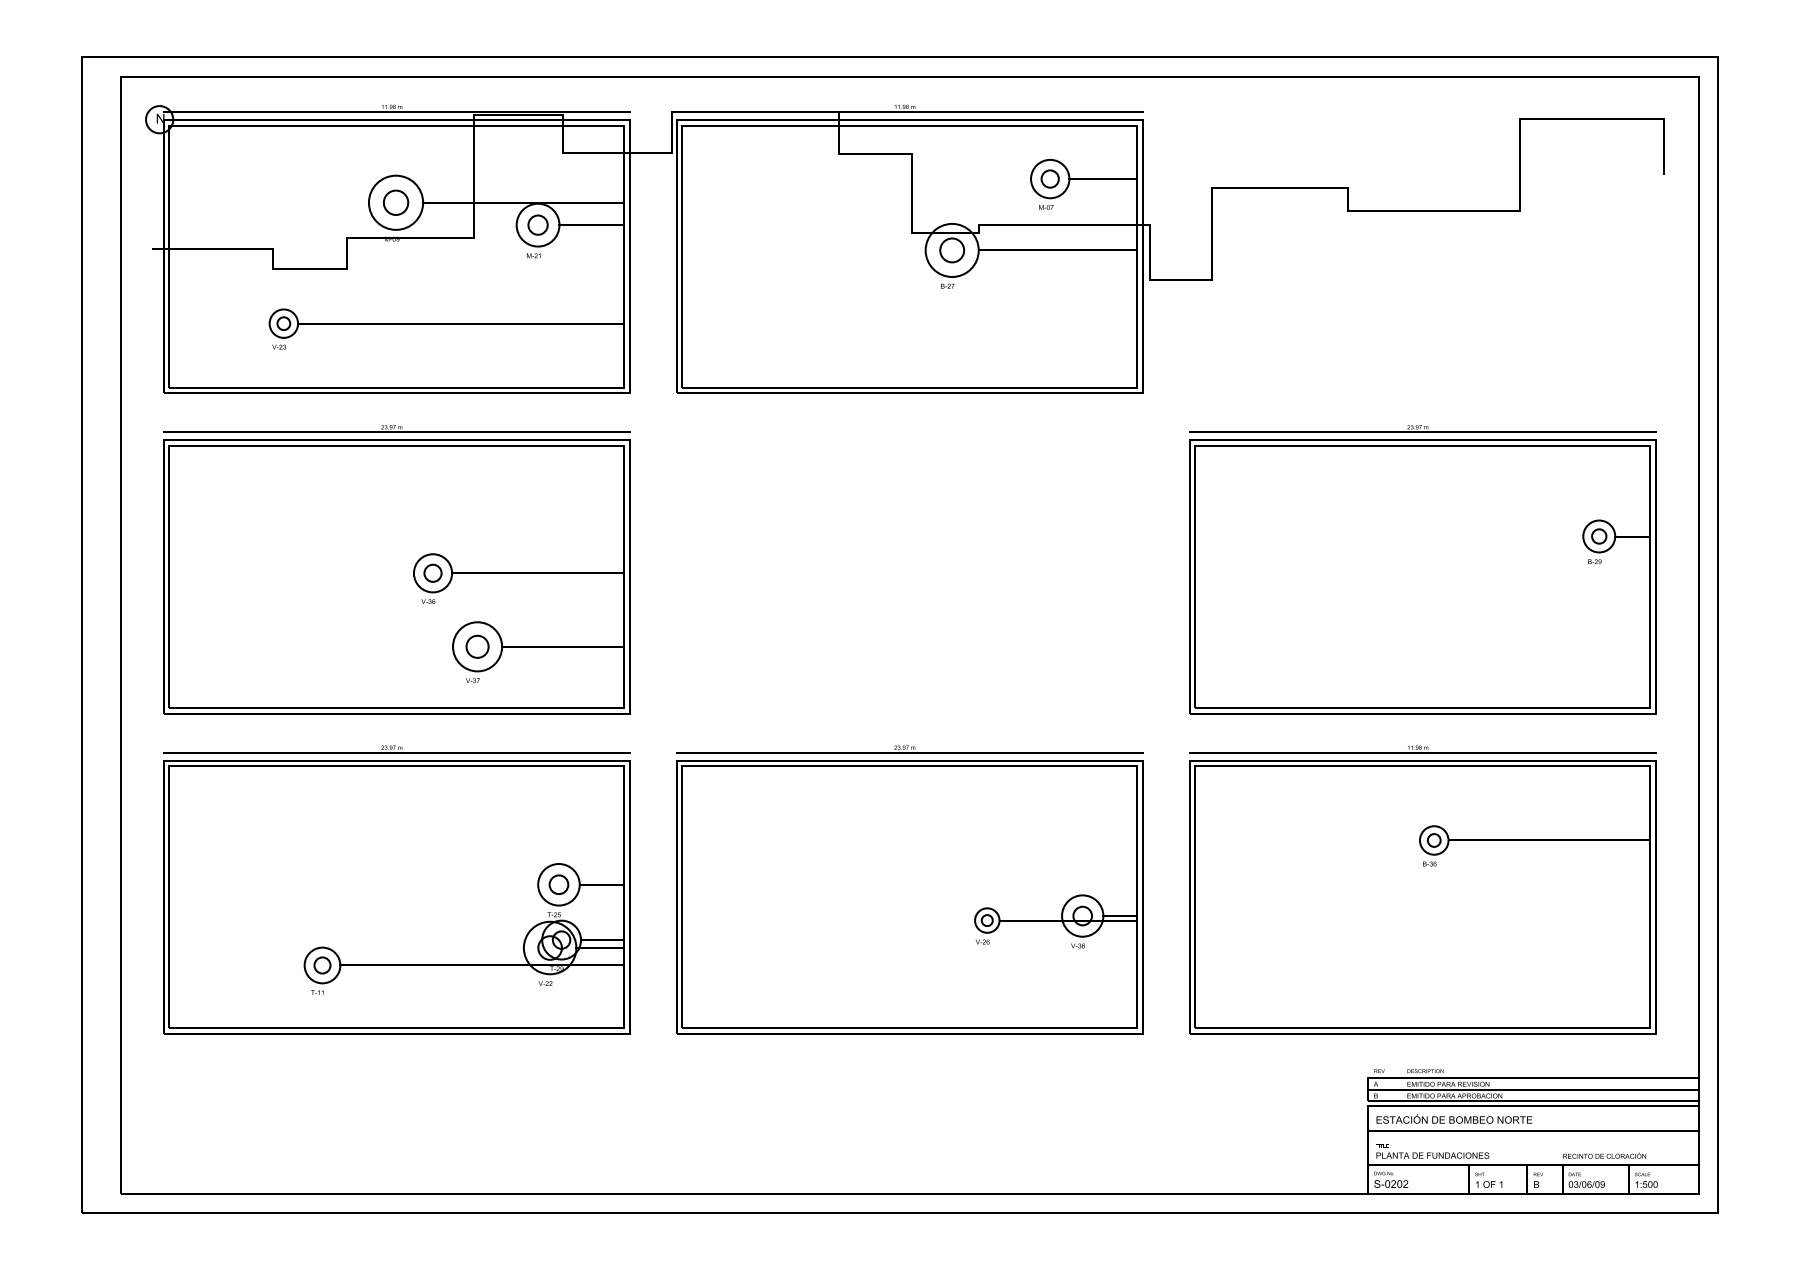 11.98 m
11.98 m
N
M-09
M-21
V-23
M-07
B-27
23.97 m
23.97 m
V-36
V-37
B-29
23.97 m
23.97 m
11.98 m
T-25
V-22
T-11
V-26
V-36
B-36
REV DESCRIPTION
A EMITIDO PARA REVISION
B EMITIDO PARA APROBACION
ESTACIÓN DE BOMBEO NORTE
TITLE
PLANTA DE FUNDACIONES RECINTO DE CLORACIÓN
DWG No. SHT REV DATE SCALE
S-0202 1 OF 1 B 03/06/09 1:500